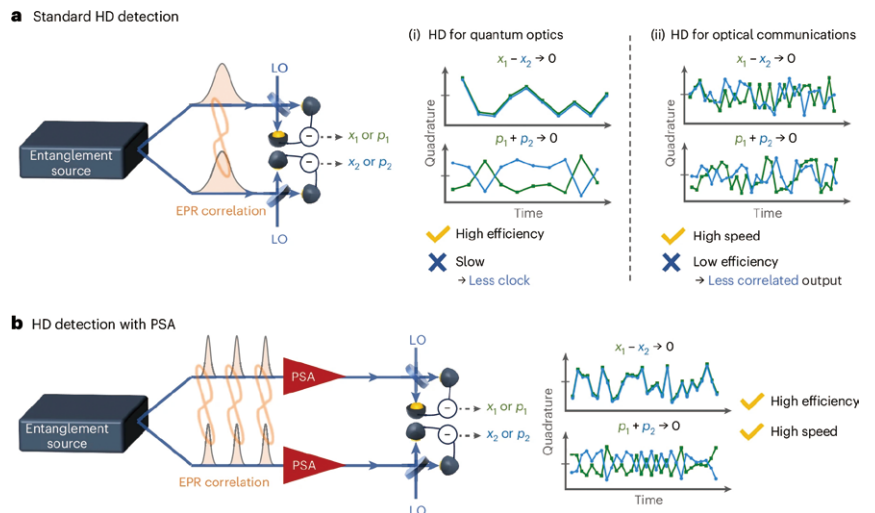 a Standard HD detection
LO
Entanglement
source
EPR correlation
−
x₁ or p₁
−
x₂ or p₂
LO
(i) HD for quantum optics
x₁ − x₂ → 0
p₁ + p₂ → 0
Quadrature
Time
High efficiency
Slow
→ Less clock
(ii) HD for optical communications
x₁ − x₂ → 0
p₁ + p₂ → 0
Quadrature
Time
High speed
Low efficiency
→ Less correlated output
b HD detection with PSA
LO
PSA
Entanglement
source
PSA
EPR correlation
−
x₁ or p₁
−
x₂ or p₂
LO
x₁ − x₂ → 0
p₁ + p₂ → 0
Quadrature
Time
High efficiency
High speed